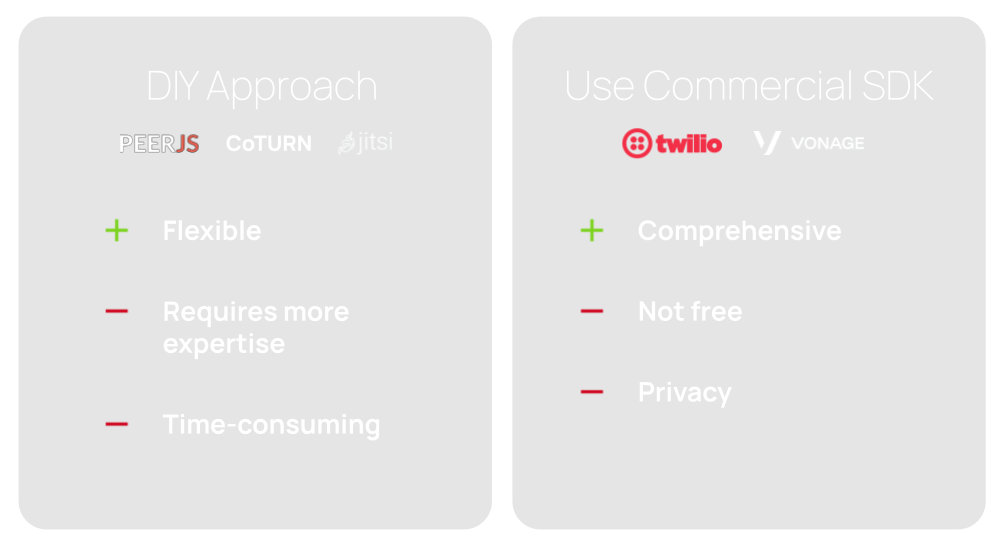 DIY Approach
PEERJS CoTURN jitsi
+ Flexible
− Requires more
expertise
− Time-consuming
Use Commercial SDK
twilio VONAGE
+ Comprehensive
− Not free
− Privacy